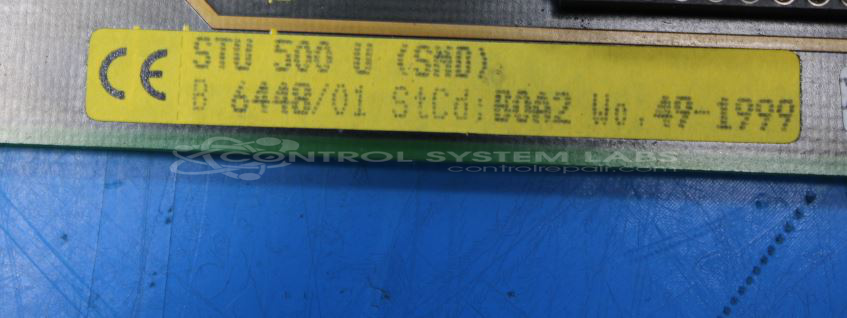 CE STU 500 U (SMD)
B 6448/01 StCd; B0A2 Wo. 49-1999
CONTROL SYSTEM LABS
controlrepair.com